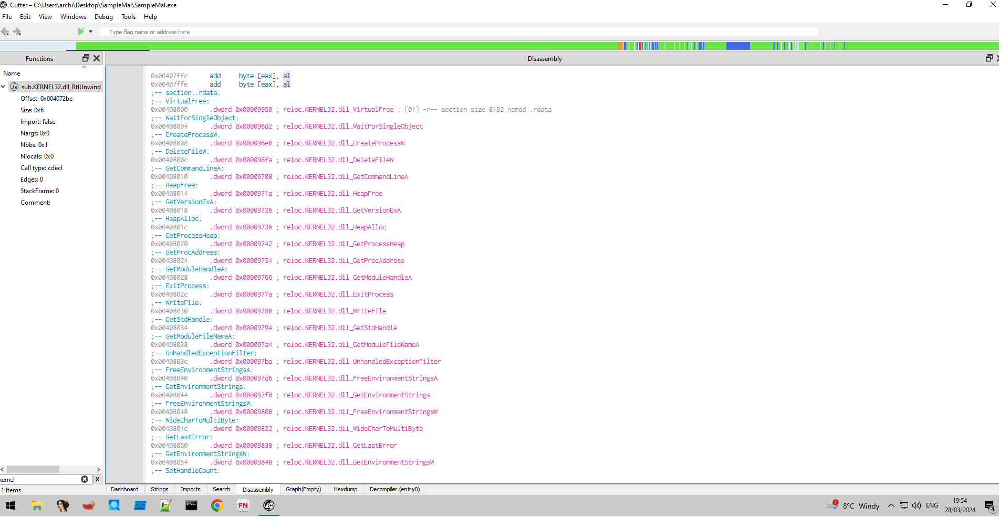 Cutter – C:\Users\archi\Desktop\SampleMal\SampleMal.exe
File Edit View Windows Debug Tools Help
Type flag name or address here
Functions
Disassembly
Name
sub.KERNEL32.dll_RtlUnwind
Offset: 0x004072be
Size: 0x6
Import: false
Nargs: 0x0
Nbbs: 0x1
Nlocals: 0x0
Call type: cdecl
Edges: 0
StackFrame: 0
Comment:
kernel
X
1 Items
0x00407ffc add byte [eax], al
0x00407ffe add byte [eax], al
;-- section..rdata:
;-- VirtualFree:
0x00408000 .dword 0x00009950 ; reloc.KERNEL32.dll_VirtualFree ; [01] -r-- section size 8192 named .rdata
;-- WaitForSingleObject:
0x00408004 .dword 0x000096d2 ; reloc.KERNEL32.dll_WaitForSingleObject
;-- CreateProcessW:
0x00408008 .dword 0x000096e8 ; reloc.KERNEL32.dll_CreateProcessW
;-- DeleteFileW:
0x0040800c .dword 0x000096fa ; reloc.KERNEL32.dll_DeleteFileW
;-- GetCommandLineA:
0x00408010 .dword 0x00009708 ; reloc.KERNEL32.dll_GetCommandLineA
;-- HeapFree:
0x00408014 .dword 0x0000971a ; reloc.KERNEL32.dll_HeapFree
;-- GetVersionExA:
0x00408018 .dword 0x00009726 ; reloc.KERNEL32.dll_GetVersionExA
;-- HeapAlloc:
0x0040801c .dword 0x00009736 ; reloc.KERNEL32.dll_HeapAlloc
;-- GetProcessHeap:
0x00408020 .dword 0x00009742 ; reloc.KERNEL32.dll_GetProcessHeap
;-- GetProcAddress:
0x00408024 .dword 0x00009754 ; reloc.KERNEL32.dll_GetProcAddress
;-- GetModuleHandleA:
0x00408028 .dword 0x00009766 ; reloc.KERNEL32.dll_GetModuleHandleA
;-- ExitProcess:
0x0040802c .dword 0x0000977a ; reloc.KERNEL32.dll_ExitProcess
;-- WriteFile:
0x00408030 .dword 0x00009788 ; reloc.KERNEL32.dll_WriteFile
;-- GetStdHandle:
0x00408034 .dword 0x00009794 ; reloc.KERNEL32.dll_GetStdHandle
;-- GetModuleFileNameA:
0x00408038 .dword 0x000097a4 ; reloc.KERNEL32.dll_GetModuleFileNameA
;-- UnhandledExceptionFilter:
0x0040803c .dword 0x000097ba ; reloc.KERNEL32.dll_UnhandledExceptionFilter
;-- FreeEnvironmentStringsA:
0x00408040 .dword 0x000097d6 ; reloc.KERNEL32.dll_FreeEnvironmentStringsA
;-- GetEnvironmentStrings:
0x00408044 .dword 0x000097f0 ; reloc.KERNEL32.dll_GetEnvironmentStrings
;-- FreeEnvironmentStringsW:
0x00408048 .dword 0x00009808 ; reloc.KERNEL32.dll_FreeEnvironmentStringsW
;-- WideCharToMultiByte:
0x0040804c .dword 0x00009822 ; reloc.KERNEL32.dll_WideCharToMultiByte
;-- GetLastError:
0x00408050 .dword 0x00009838 ; reloc.KERNEL32.dll_GetLastError
;-- GetEnvironmentStringsW:
0x00408054 .dword 0x00009848 ; reloc.KERNEL32.dll_GetEnvironmentStringsW
;-- SetHandleCount:
Dashboard Strings Imports Search Disassembly Graph(Empty) Hexdump Decompiler (entry0)
FN
1
8°C Windy
ENG
19:54
28/03/2024
4